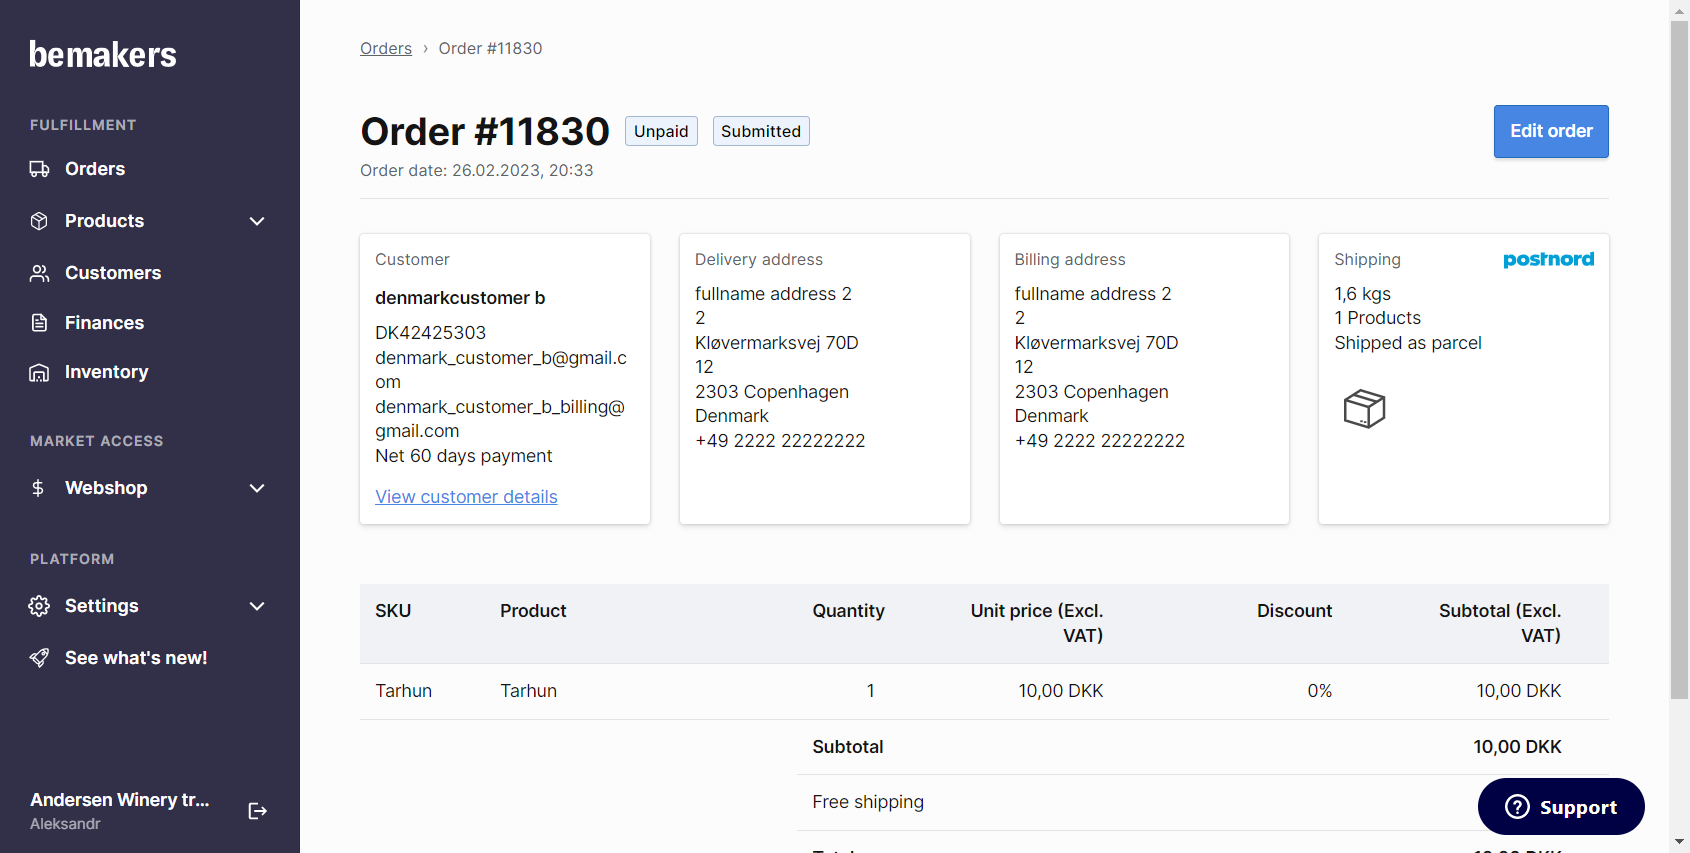 bemakers
FULFILLMENT
Orders
Products
Customers
Finances
Inventory
MARKET ACCESS
Webshop
PLATFORM
Settings
See what's new!
Andersen Winery tr...
Aleksandr
Orders › Order #11830
Order #11830 Unpaid Submitted
Edit order
Order date: 26.02.2023, 20:33
Customer
denmarkcustomer b
DK42425303
denmark_customer_b@gmail.c
om
denmark_customer_b_billing@
gmail.com
Net 60 days payment
View customer details
Delivery address
fullname address 2
2
Kløvermarksvej 70D
12
2303 Copenhagen
Denmark
+49 2222 22222222
Billing address
fullname address 2
2
Kløvermarksvej 70D
12
2303 Copenhagen
Denmark
+49 2222 22222222
Shipping postnord
1,6 kgs
1 Products
Shipped as parcel
SKU Product Quantity Unit price (Excl. VAT) Discount Subtotal (Excl. VAT)
Tarhun Tarhun 1 10,00 DKK 0% 10,00 DKK
Subtotal 10,00 DKK
Free shipping
Support